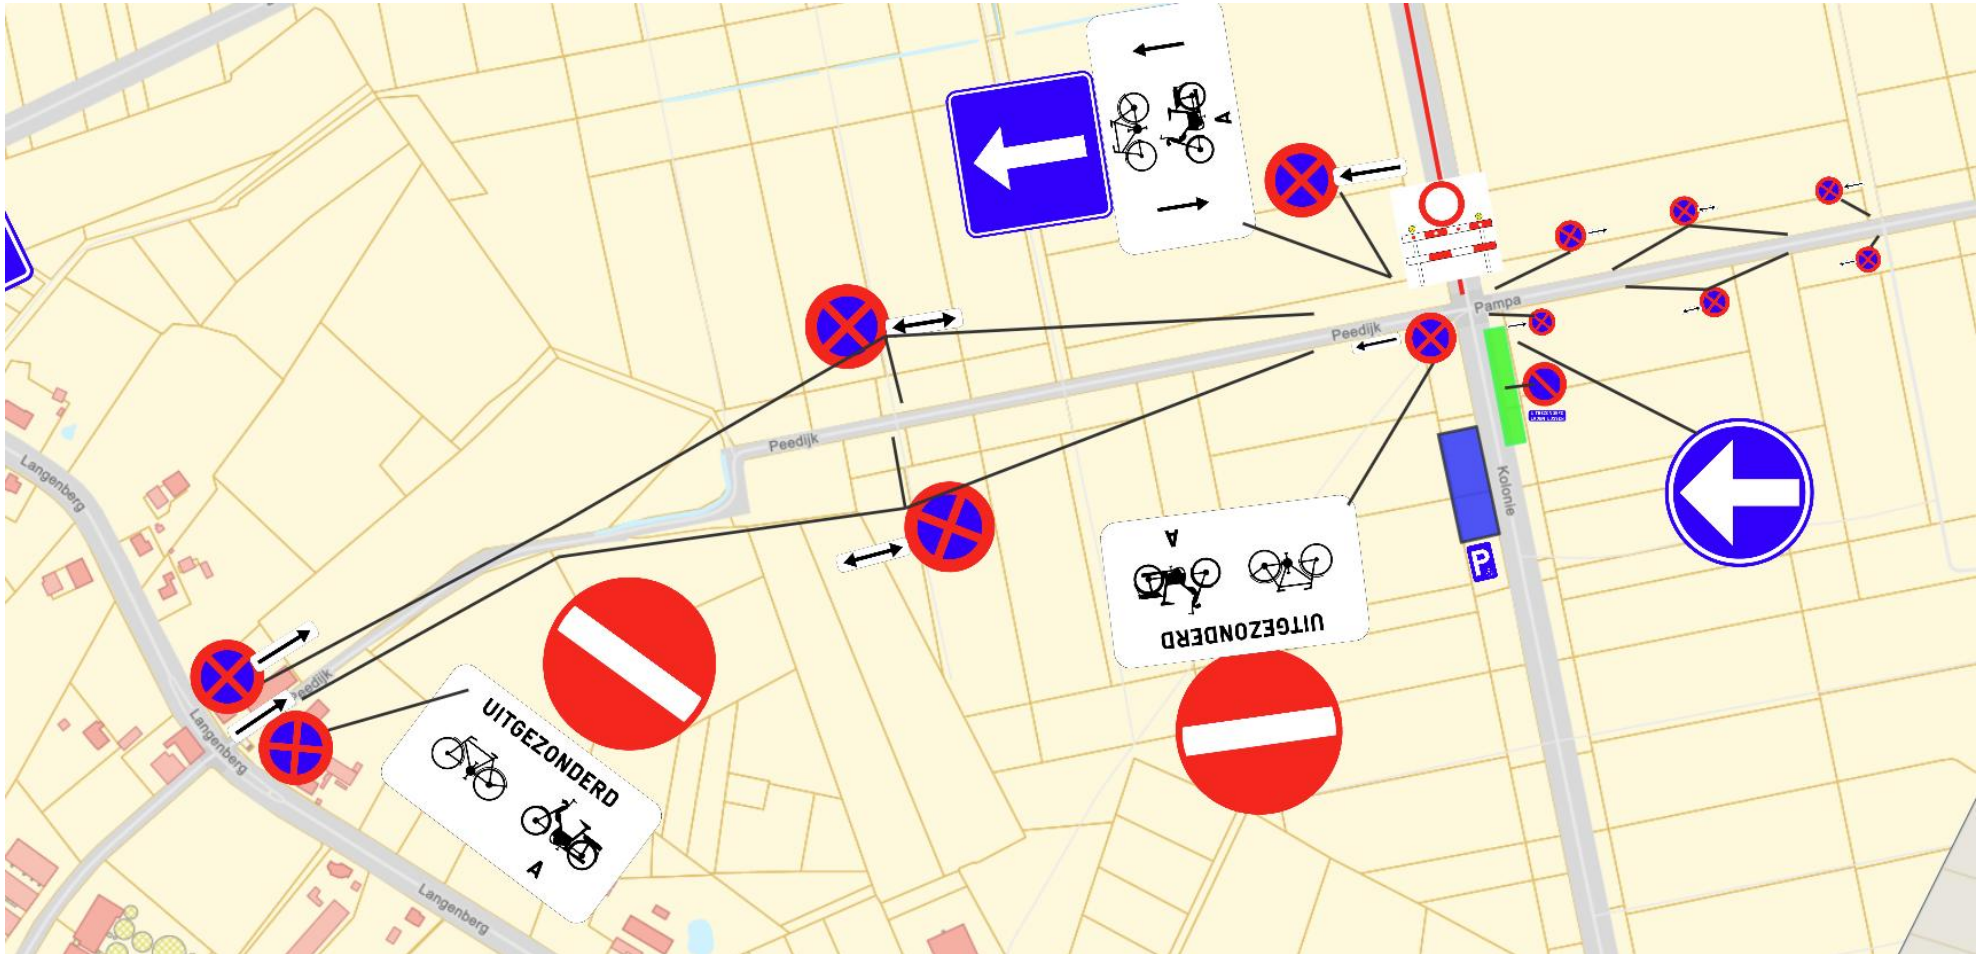 A
Pampa
Peedijk
Peedijk
Langenberg
Kolonie
P
A
UITGEZONDERD
Peedijk
Langenberg
UITGEZONDERD
A
Langenberg